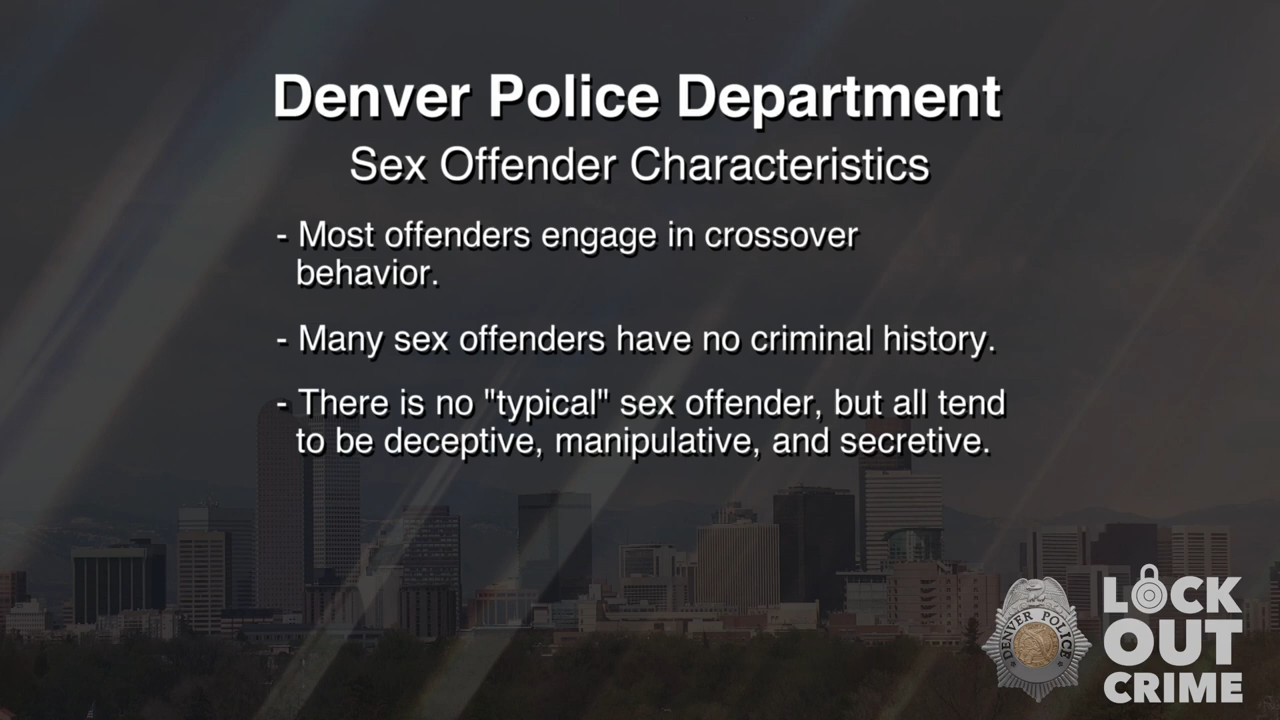 Denver Police Department
Sex Offender Characteristics
- Most offenders engage in crossover
behavior.
- Many sex offenders have no criminal history.
- There is no "typical" sex offender, but all tend
to be deceptive, manipulative, and secretive.
DENVER POLICE
LOCK
OUT
CRIME